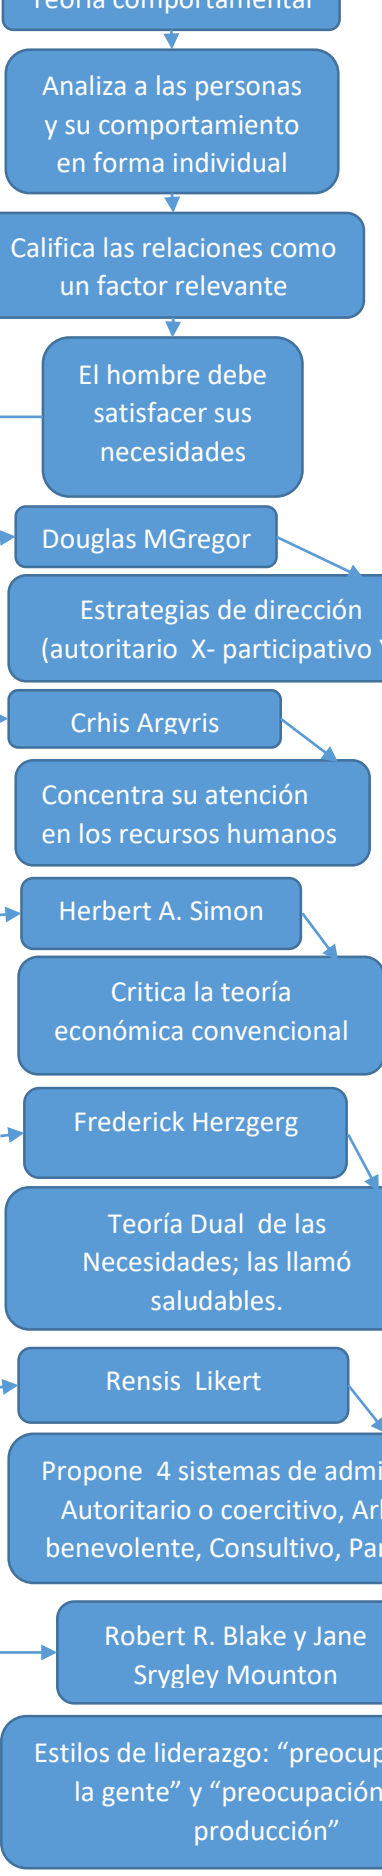 Teoría comportamental
Analiza a las personas
y su comportamiento
en forma individual
Califica las relaciones como
un factor relevante
El hombre debe
satisfacer sus
necesidades
Douglas MGregor
Estrategias de dirección
(autoritario X- participativo
Crhis Argyris
Concentra su atención
en los recursos humanos
Herbert A. Simon
Critica la teoría
económica convencional
Frederick Herzgerg
Teoría Dual de las
Necesidades; las llamó
saludables.
Rensis Likert
Propone 4 sistemas de
Autoritario o coercitivo,
benevolente, Consultivo,
Robert R. Blake y Jane
Srygley Mounton
Estilos de liderazgo:
la gente” y “preocupación
producción”